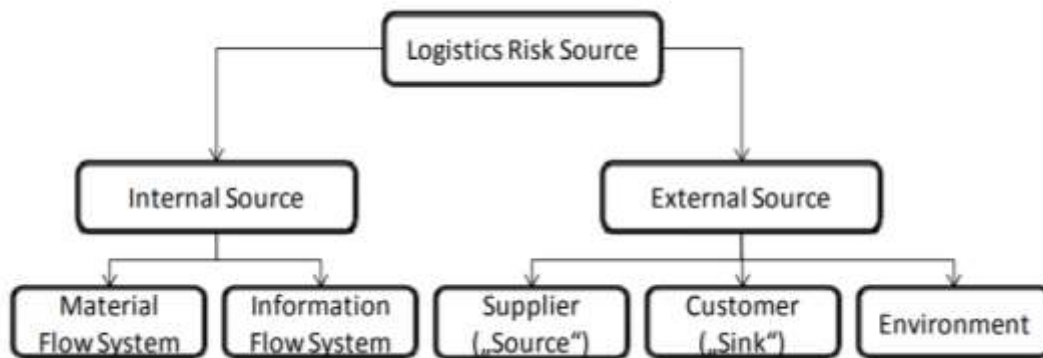 Logistics Risk Source
Internal Source
External Source
Material
Flow System
Information
Flow System
Supplier
(„Source“)
Customer
(„Sink“)
Environment